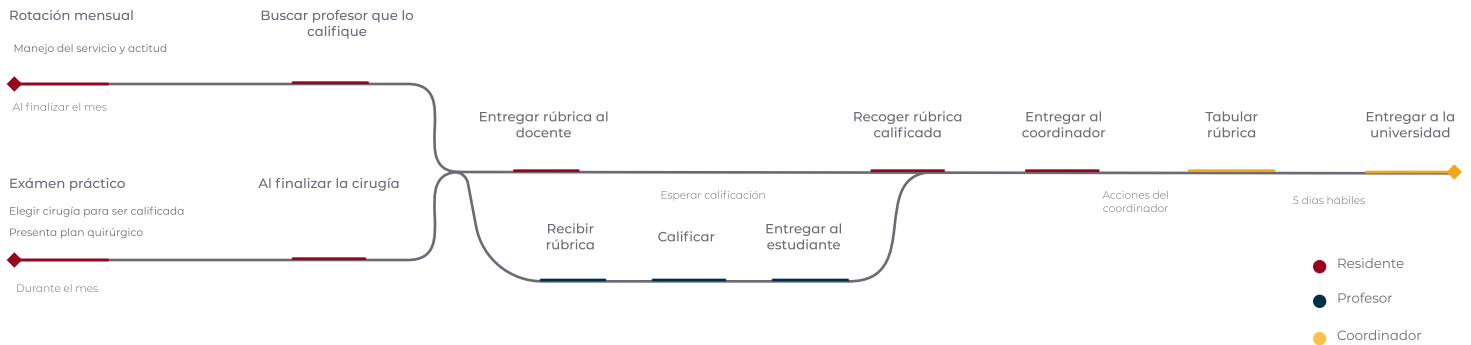 Rotación mensual
Manejo del servicio y actitud
Al finalizar el mes
Buscar profesor que lo
califique
Exámen práctico
Elegir cirugía para ser calificada
Presenta plan quirúrgico
Durante el mes
Al finalizar la cirugía
Entregar rúbrica al
docente
Esperar calificación
Recibir
rúbrica
Calificar
Entregar al
estudiante
Recoger rúbrica
calificada
Entregar al
coordinador
Acciones del
coordinador
Tabular
rúbrica
5 dias hábiles
Entregar a la
universidad
Residente
Profesor
Coordinador